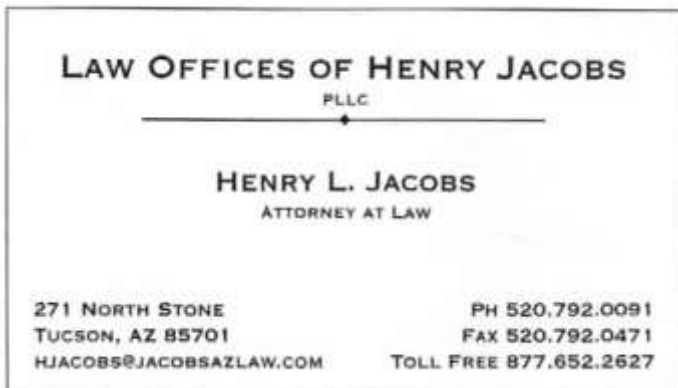 LAW OFFICES OF HENRY JACOBS
PLLC
HENRY L. JACOBS
ATTORNEY AT LAW
271 NORTH STONE
TUCSON, AZ 85701
HJACOBS@JACOBSAZLAW.COM
PH 520.792.0091
FAX 520.792.0471
TOLL FREE 877.652.2627